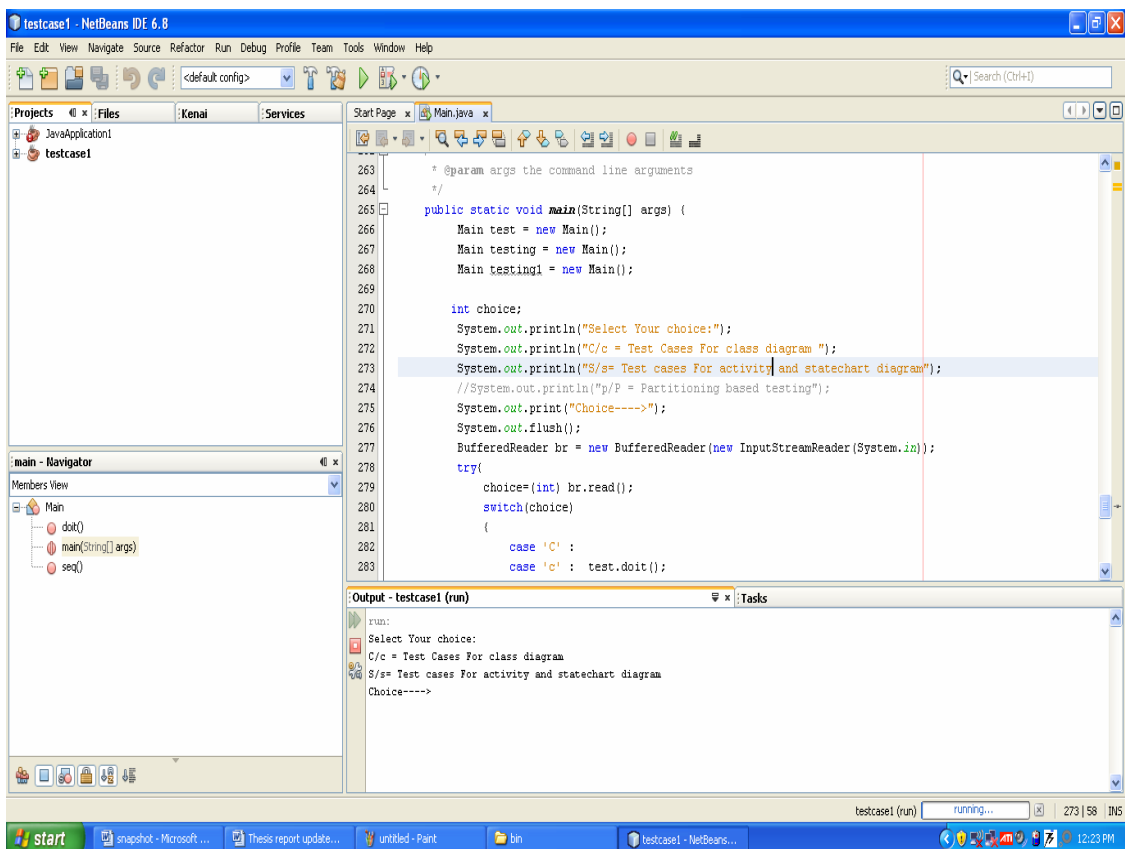 testcase1 - NetBeans IDE 6.8
File Edit View Navigate Source Refactor Run Debug Profile Team Tools Window Help
<default config>
Search (Ctrl+I)
Projects Files Kenai Services
JavaApplication1
testcase1
Start Page Main.java
263 * @param args the command line arguments
264 */
265 public static void main(String[] args) {
266 Main test = new Main();
267 Main testing = new Main();
268 Main testing1 = new Main();
269
270 int choice;
271 System.out.println("Select Your choice:");
272 System.out.println("C/c = Test Cases For class diagram ");
273 System.out.println("S/s= Test cases For activity and statechart diagram");
274 //System.out.println("p/P = Partitioning based testing");
275 System.out.print("Choice---->");
276 System.out.flush();
277 BufferedReader br = new BufferedReader(new InputStreamReader(System.in));
278 try{
279 choice=(int) br.read();
280 switch(choice)
281 {
282 case 'C' :
283 case 'c' : test.doit();
main - Navigator
Members View
Main
doit()
main(String[] args)
seq()
Output - testcase1 (run) Tasks
run:
Select Your choice:
C/c = Test Cases For class diagram
S/s= Test cases For activity and statechart diagram
Choice---->
testcase1 (run) running... 273 | 58 INS
start snapshot - Microsoft ... Thesis report update... untitled - Paint bin testcase1 - NetBeans... ATI 12:23 PM